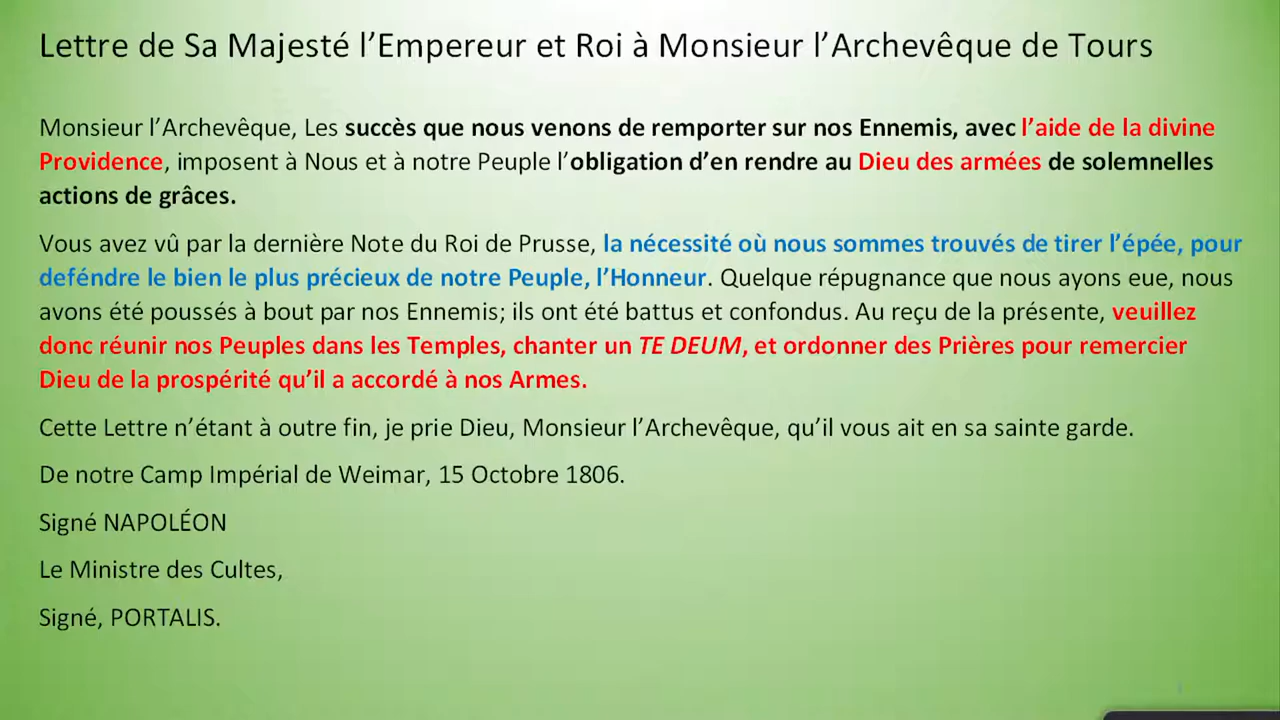 Lettre de Sa Majesté l’Empereur et Roi à Monsieur l’Archevêque de Tours
Monsieur l’Archevêque, Les succès que nous venons de remporter sur nos Ennemis, avec l’aide de la divine
Providence, imposent à Nous et à notre Peuple l’obligation d’en rendre au Dieu des armées de solemnelles
actions de grâces.
Vous avez vû par la dernière Note du Roi de Prusse, la nécessité où nous sommes trouvés de tirer l’épée, pour
deféndre le bien le plus précieux de notre Peuple, l’Honneur. Quelque répugnance que nous ayons eue, nous
avons été poussés à bout par nos Ennemis; ils ont été battus et confondus. Au reçu de la présente, veuillez
donc réunir nos Peuples dans les Temples, chanter un TE DEUM, et ordonner des Prières pour remercier
Dieu de la prospérité qu’il a accordé à nos Armes.
Cette Lettre n’étant à outre fin, je prie Dieu, Monsieur l’Archevêque, qu’il vous ait en sa sainte garde.
De notre Camp Impérial de Weimar, 15 Octobre 1806.
Signé NAPOLÉON
Le Ministre des Cultes,
Signé, PORTALIS.